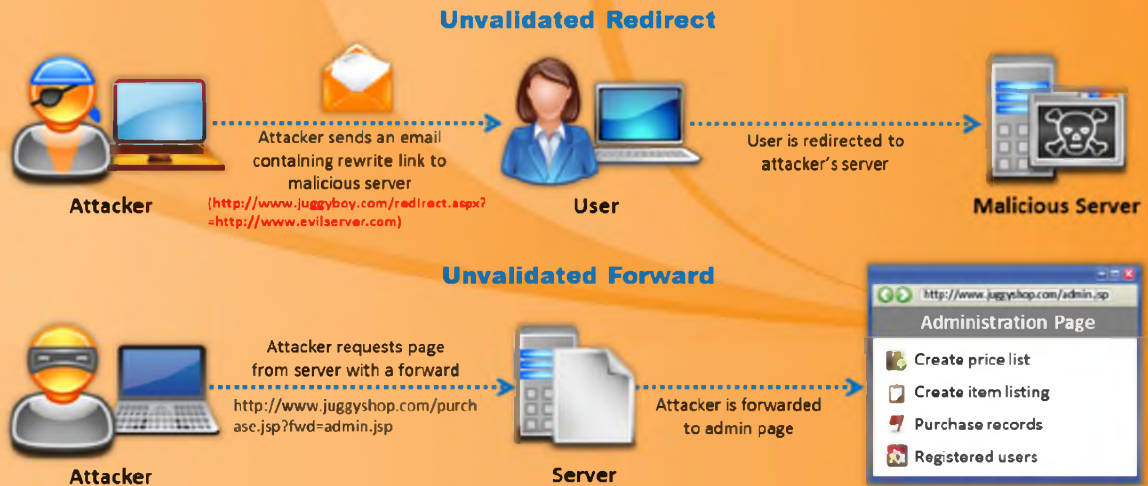 Unvalidated Redirect
Attacker sends an email
containing rewrite link to
malicious server
(http://www.juggyboy.com/redirect.aspx?
=http://www.evilserver.com)
User is redirected to
attacker's server
Attacker
User
Malicious Server
Unvalidated Forward
Attacker requests page
from server with a forward
http://www.juggyshop.com/purch
ase.jsp?fwd=admin.jsp
Attacker is forwarded
to admin page
Attacker
Server
http://www.juggyshop.com/admin.jsp
Administration Page
Create price list
Create item listing
Purchase records
Registered users